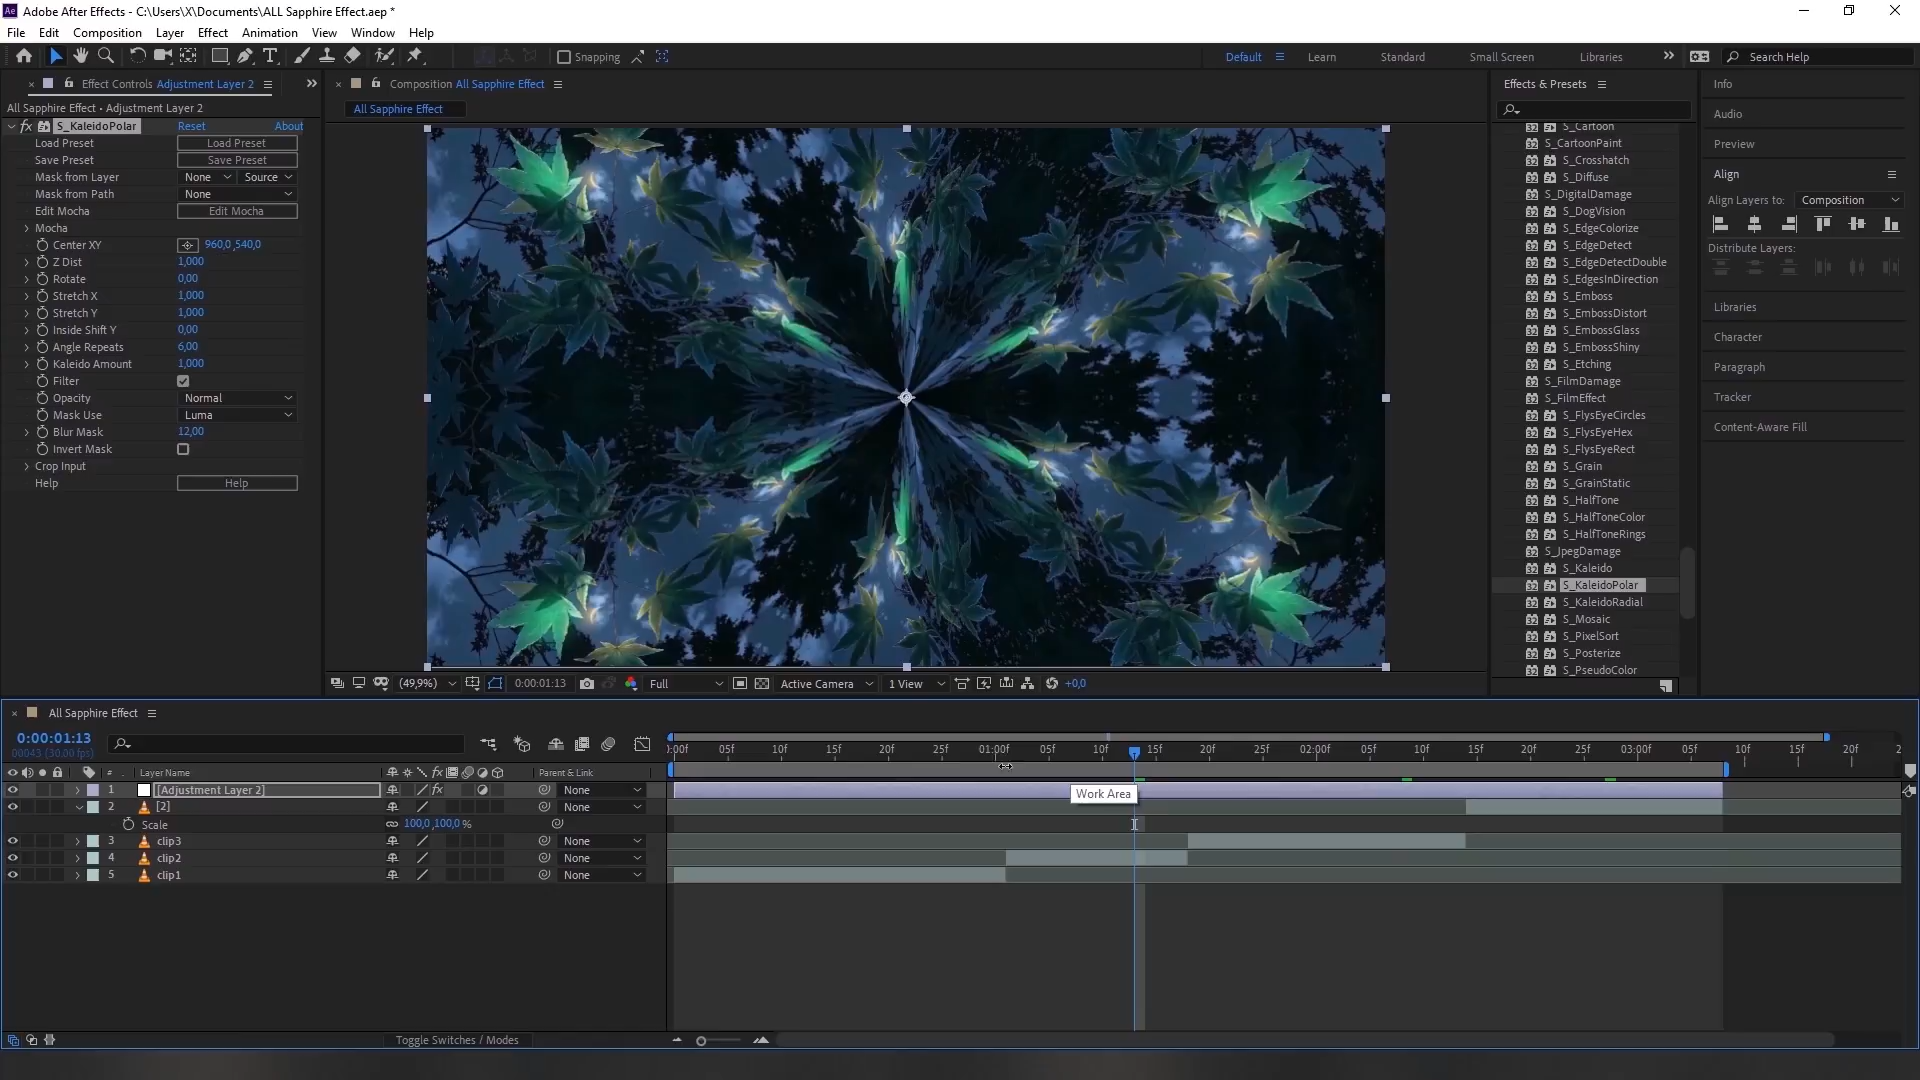 Adobe After Effects - C:\Users\X\Documents\ALL Sapphire Effect.aep *
File Edit Composition Layer Effect Animation View Window Help
Snapping Default Learn Standard Small Screen Libraries Search Help
Effect Controls Adjustment Layer 2
All Sapphire Effect • Adjustment Layer 2
fx S_KaleidoPolar Reset About
Load Preset Load Preset
Save Preset Save Preset
Mask from Layer None Source
Mask from Path None
Edit Mocha Edit Mocha
Mocha
Center XY 960,0 ,540,0
Z Dist 1,000
Rotate 0,00
Stretch X 1,000
Stretch Y 1,000
Inside Shift Y 0,00
Angle Repeats 6,00
Kaleido Amount 1,000
Filter
Opacity Normal
Mask Use Luma
Blur Mask 12,00
Invert Mask
Crop Input
Help Help
Composition All Sapphire Effect
All Sapphire Effect
(49,9%) 0:00:01:13 Full Active Camera 1 View +0,0
Effects & Presets
S_Cartoon
S_CartoonPaint
S_Crosshatch
S_Diffuse
S_DigitalDamage
S_DogVision
S_EdgeColorize
S_EdgeDetect
S_EdgeDetectDouble
S_EdgesInDirection
S_Emboss
S_EmbossDistort
S_EmbossGlass
S_EmbossShiny
S_Etching
S_FilmDamage
S_FilmEffect
S_FlysEyeCircles
S_FlysEyeHex
S_FlysEyeRect
S_Grain
S_GrainStatic
S_HalfTone
S_HalfToneColor
S_HalfToneRings
S_JpegDamage
S_Kaleido
S_KaleidoPolar
S_KaleidoRadial
S_Mosaic
S_PixelSort
S_Posterize
S_PseudoColor
Info
Audio
Preview
Align
Align Layers to: Composition
Distribute Layers:
Libraries
Character
Paragraph
Tracker
Content-Aware Fill
All Sapphire Effect
0:00:01:13
00043 (30.00 fps)
:00f 05f 10f 15f 20f 25f 01:00f 05f 10f 15f 20f 25f 02:00f 05f 10f 15f 20f 25f 03:00f 05f 10f 15f 20f 2
# Layer Name fx Parent & Link
1 [Adjustment Layer 2] fx None
2 [2] None
Scale 100,0 ,100,0 %
3 clip3 None
4 clip2 None
5 clip1 None
Work Area
Toggle Switches / Modes